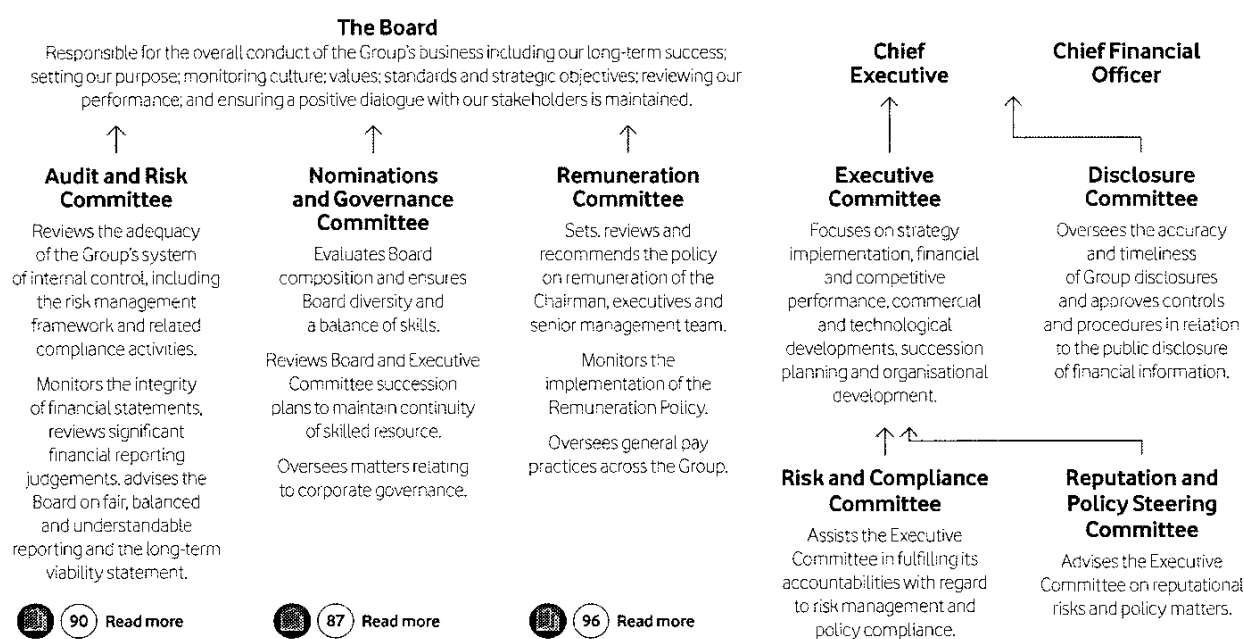 The Board
Responsible for the overall conduct of the Group's business including our long-term success;
setting our purpose; monitoring culture; values; standards and strategic objectives; reviewing our
performance; and ensuring a positive dialogue with our stakeholders is maintained.
Audit and Risk
Committee
Reviews the adequacy
of the Group's system
of internal control, including
the risk management
framework and related
compliance activities.
Monitors the integrity
of financial statements,
reviews significant
financial reporting
judgements, advises the
Board on fair, balanced
and understandable
reporting and the long-term
viability statement.
90 Read more
Nominations
and Governance
Committee
Evaluates Board
composition and ensures
Board diversity and
a balance of skills.
Reviews Board and Executive
Committee succession
plans to maintain continuity
of skilled resource.
Oversees matters relating
to corporate governance.
87 Read more
Remuneration
Committee
Sets, reviews and
recommends the policy
on remuneration of the
Chairman, executives and
senior management team.
Monitors the
implementation of the
Remuneration Policy.
Oversees general pay
practices across the Group.
96 Read more
Chief
Executive
Executive
Committee
Focuses on strategy
implementation, financial
and competitive
performance, commercial
and technological
developments, succession
planning and organisational
development.
Risk and Compliance
Committee
Assists the Executive
Committee in fulfilling its
accountabilities with regard
to risk management and
policy compliance.
Chief Financial
Officer
Disclosure
Committee
Oversees the accuracy
and timeliness
of Group disclosures
and approves controls
and procedures in relation
to the public disclosure
of financial information.
Reputation and
Policy Steering
Committee
Advises the Executive
Committee on reputational
risks and policy matters.